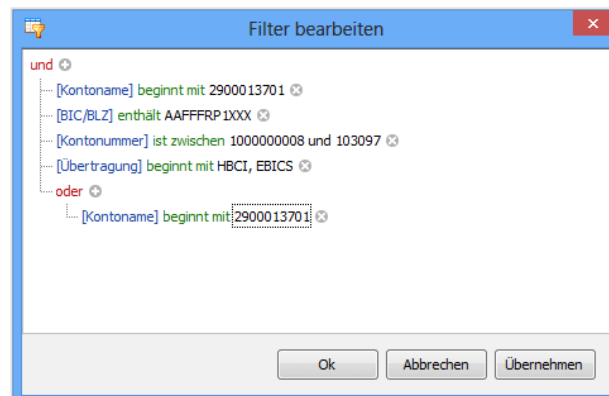 Filter bearbeiten
und
[Kontoname] beginnt mit 2900013701
[BIC/BLZ] enthält AAFFFRP1XXX
[Kontonummer] ist zwischen 1000000008 und 103097
[Übertragung] beginnt mit HBCI, EBICS
oder
[Kontoname] beginnt mit 2900013701
Ok Abbrechen Übernehmen